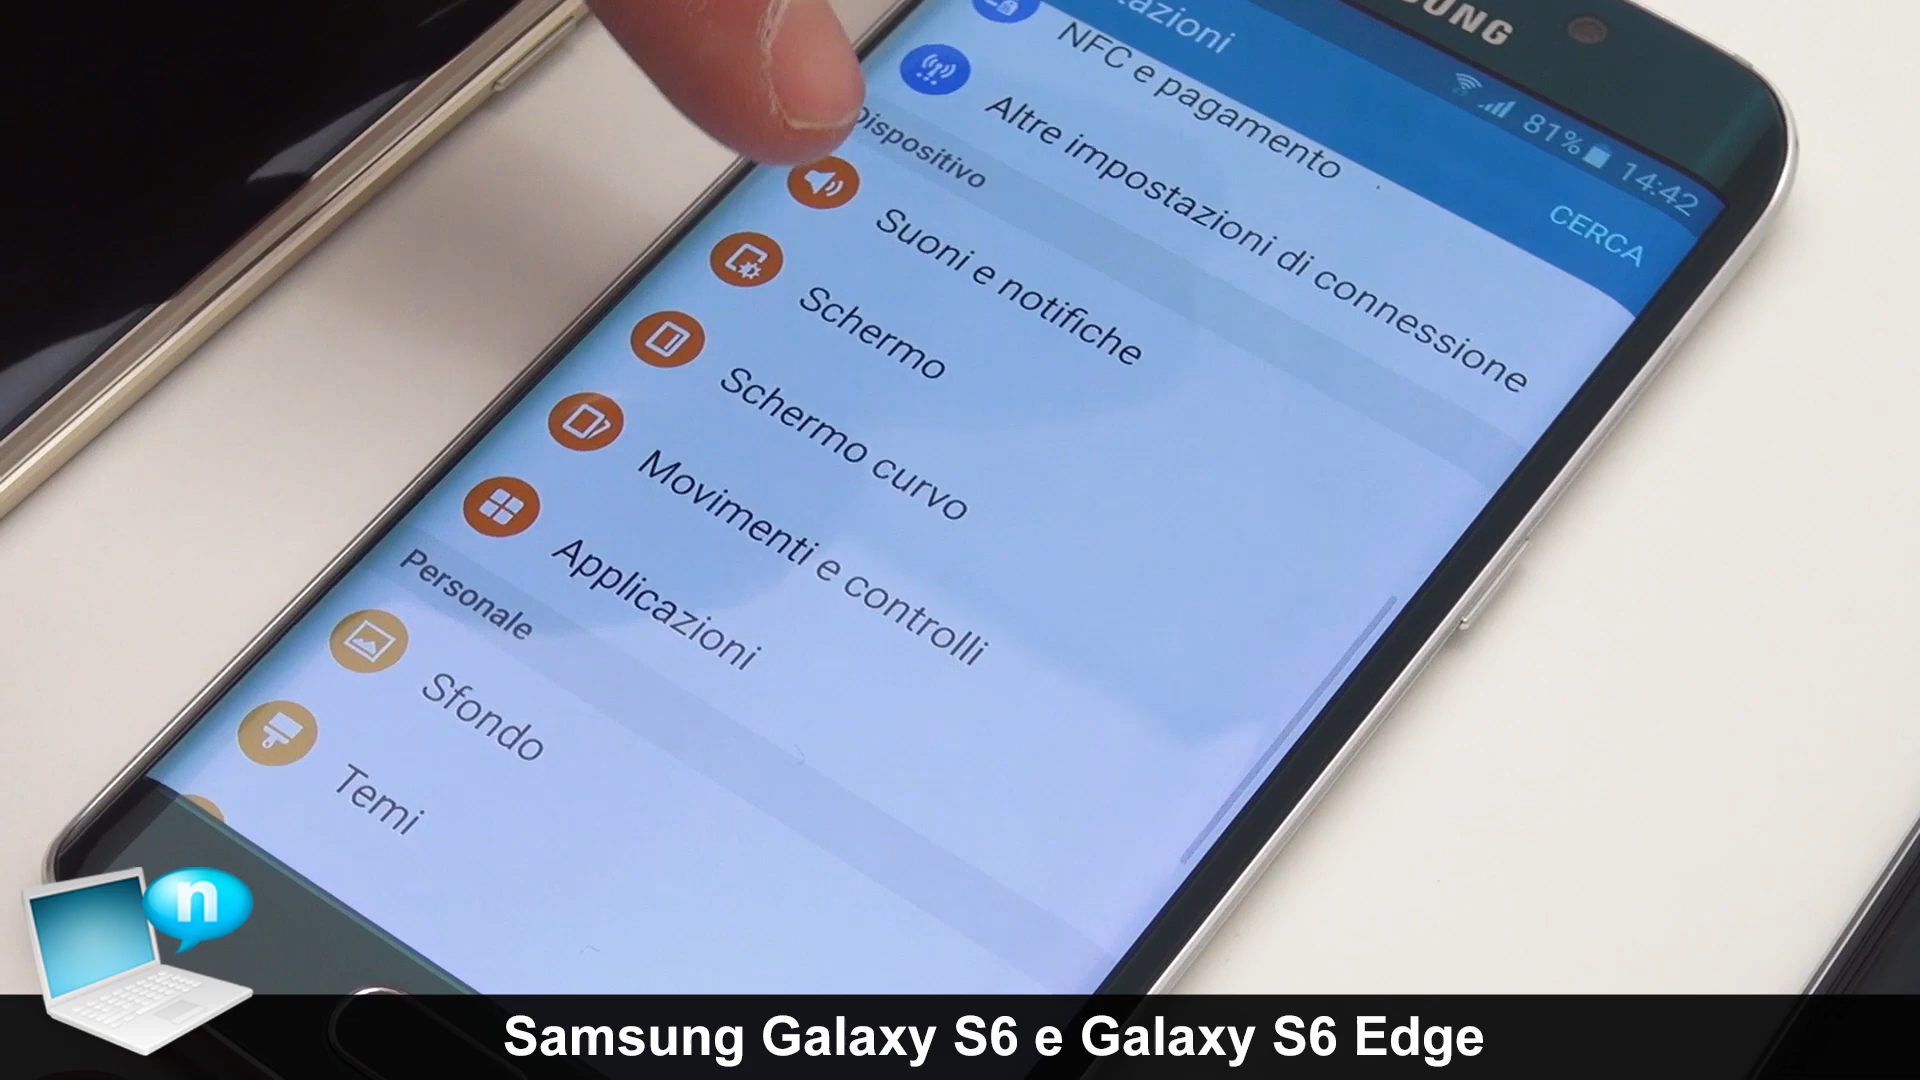 81% 14:42
CERCA
NFC e pagamento
Altre impostazioni di connessione
Dispositivo
Suoni e notifiche
Schermo
Schermo curvo
Movimenti e controlli
Applicazioni
Personale
Sfondo
Temi
n
Samsung Galaxy S6 e Galaxy S6 Edge